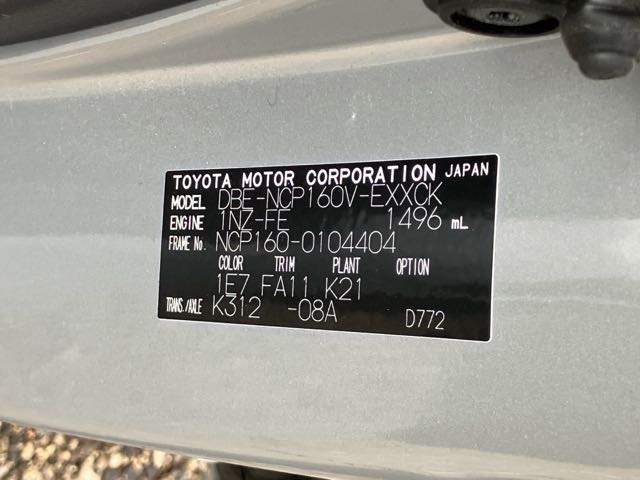 TOYOTA MOTOR CORPORATION JAPAN
MODEL DBE-NCP160V-EXXCK
ENGINE 1NZ-FE 1496 mL
FRAME No. NCP160-0104404
COLOR TRIM PLANT OPTION
1E7 FA11 K21
TRANS./AXLE K312 -08A D772